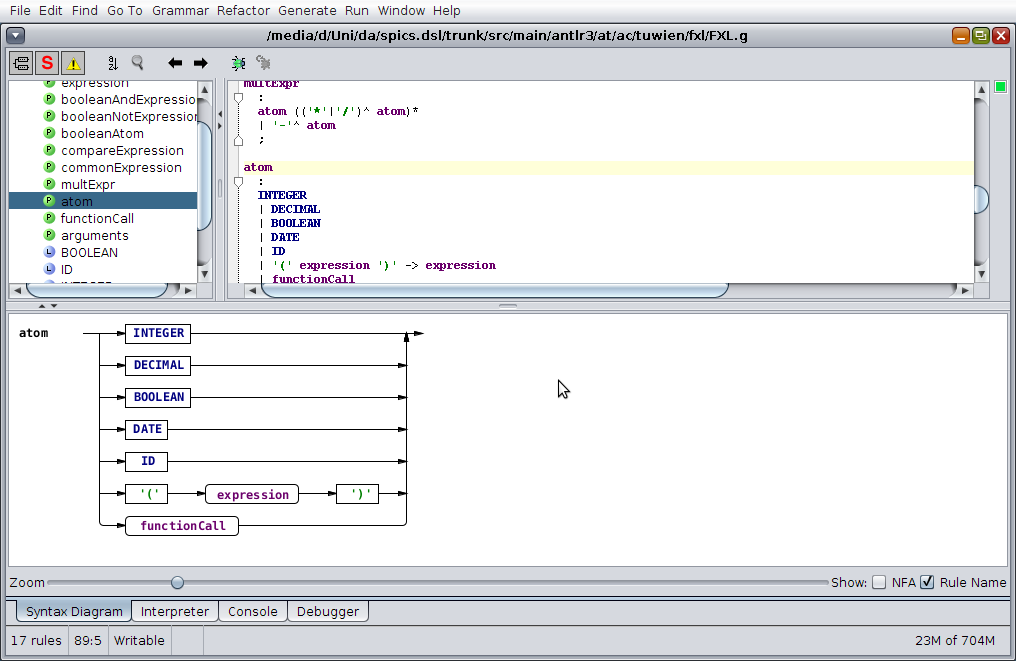 File Edit Find Go To Grammar Refactor Generate Run Window Help
/media/d/Uni/da/spics.dsl/trunk/src/main/antlr3/at/ac/tuwien/fxl/FXL.g
S
expression
P booleanAndExpressio
P booleanNotExpression
P booleanAtom
P compareExpression
P commonExpression
P multExpr
P atom
P functionCall
P arguments
L BOOLEAN
L ID
multExpr
:
atom (('*'|'/')^ atom)*
| '-'^ atom
;
atom
:
INTEGER
| DECIMAL
| BOOLEAN
| DATE
| ID
| '(' expression ')' -> expression
| functionCall
atom
INTEGER
DECIMAL
BOOLEAN
DATE
ID
'(' expression ')'
functionCall
Zoom Show: NFA Rule Name
Syntax Diagram Interpreter Console Debugger
17 rules 89:5 Writable 23M of 704M